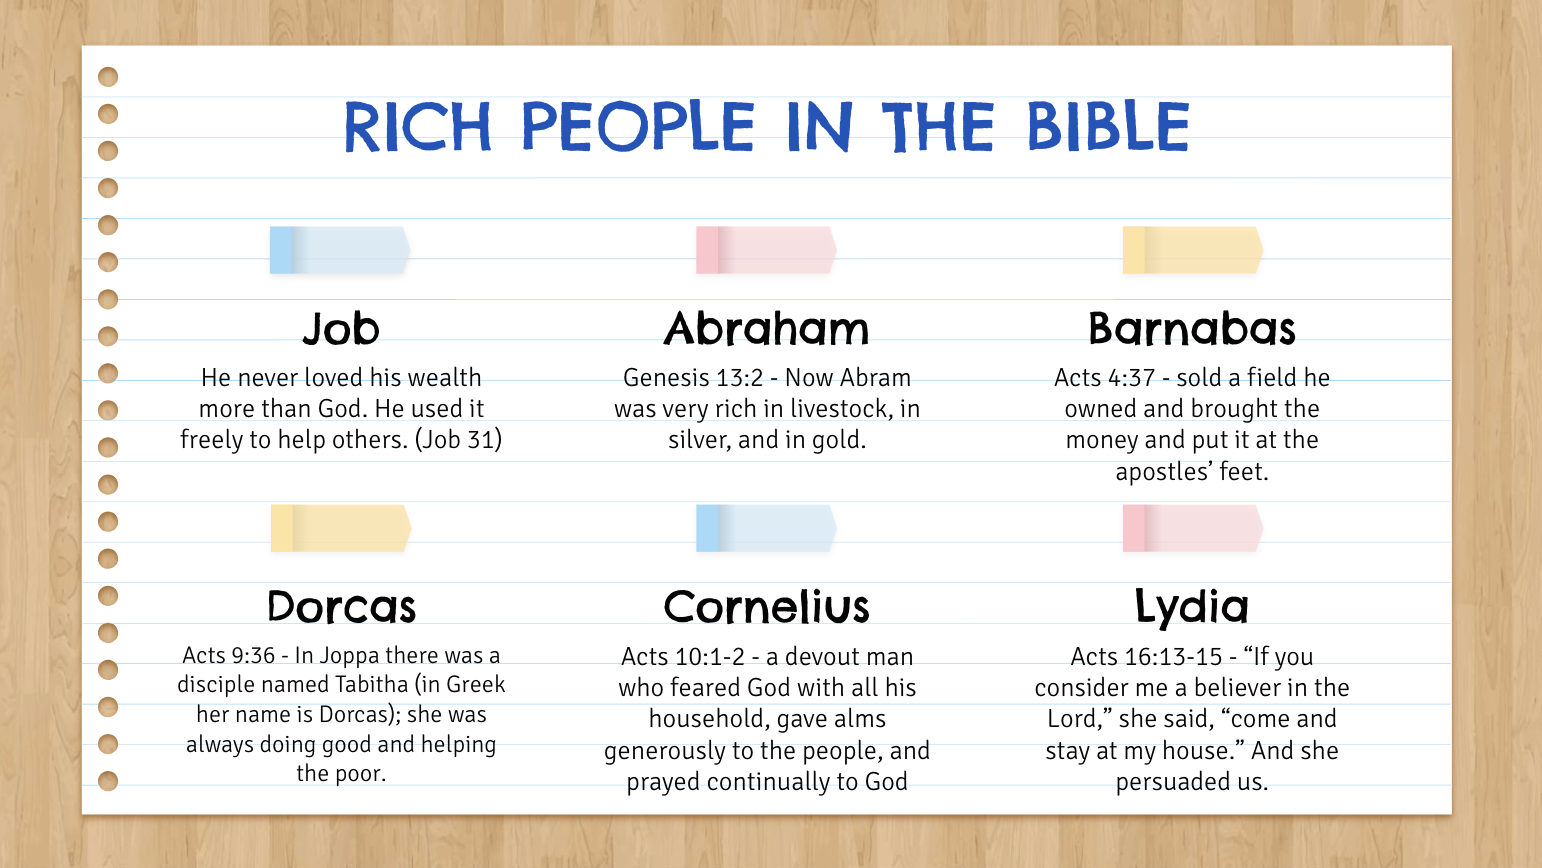 RICH PEOPLE IN THE BIBLE
Job
He never loved his wealth
more than God. He used it
freely to help others. (Job 31)
Abraham
Genesis 13:2 - Now Abram
was very rich in livestock, in
silver, and in gold.
Barnabas
Acts 4:37 - sold a field he
owned and brought the
money and put it at the
apostles’ feet.
Dorcas
Acts 9:36 - In Joppa there was a
disciple named Tabitha (in Greek
her name is Dorcas); she was
always doing good and helping
the poor.
Cornelius
Acts 10:1-2 - a devout man
who feared God with all his
household, gave alms
generously to the people, and
prayed continually to God
Lydia
Acts 16:13-15 - “If you
consider me a believer in the
Lord,” she said, “come and
stay at my house.” And she
persuaded us.